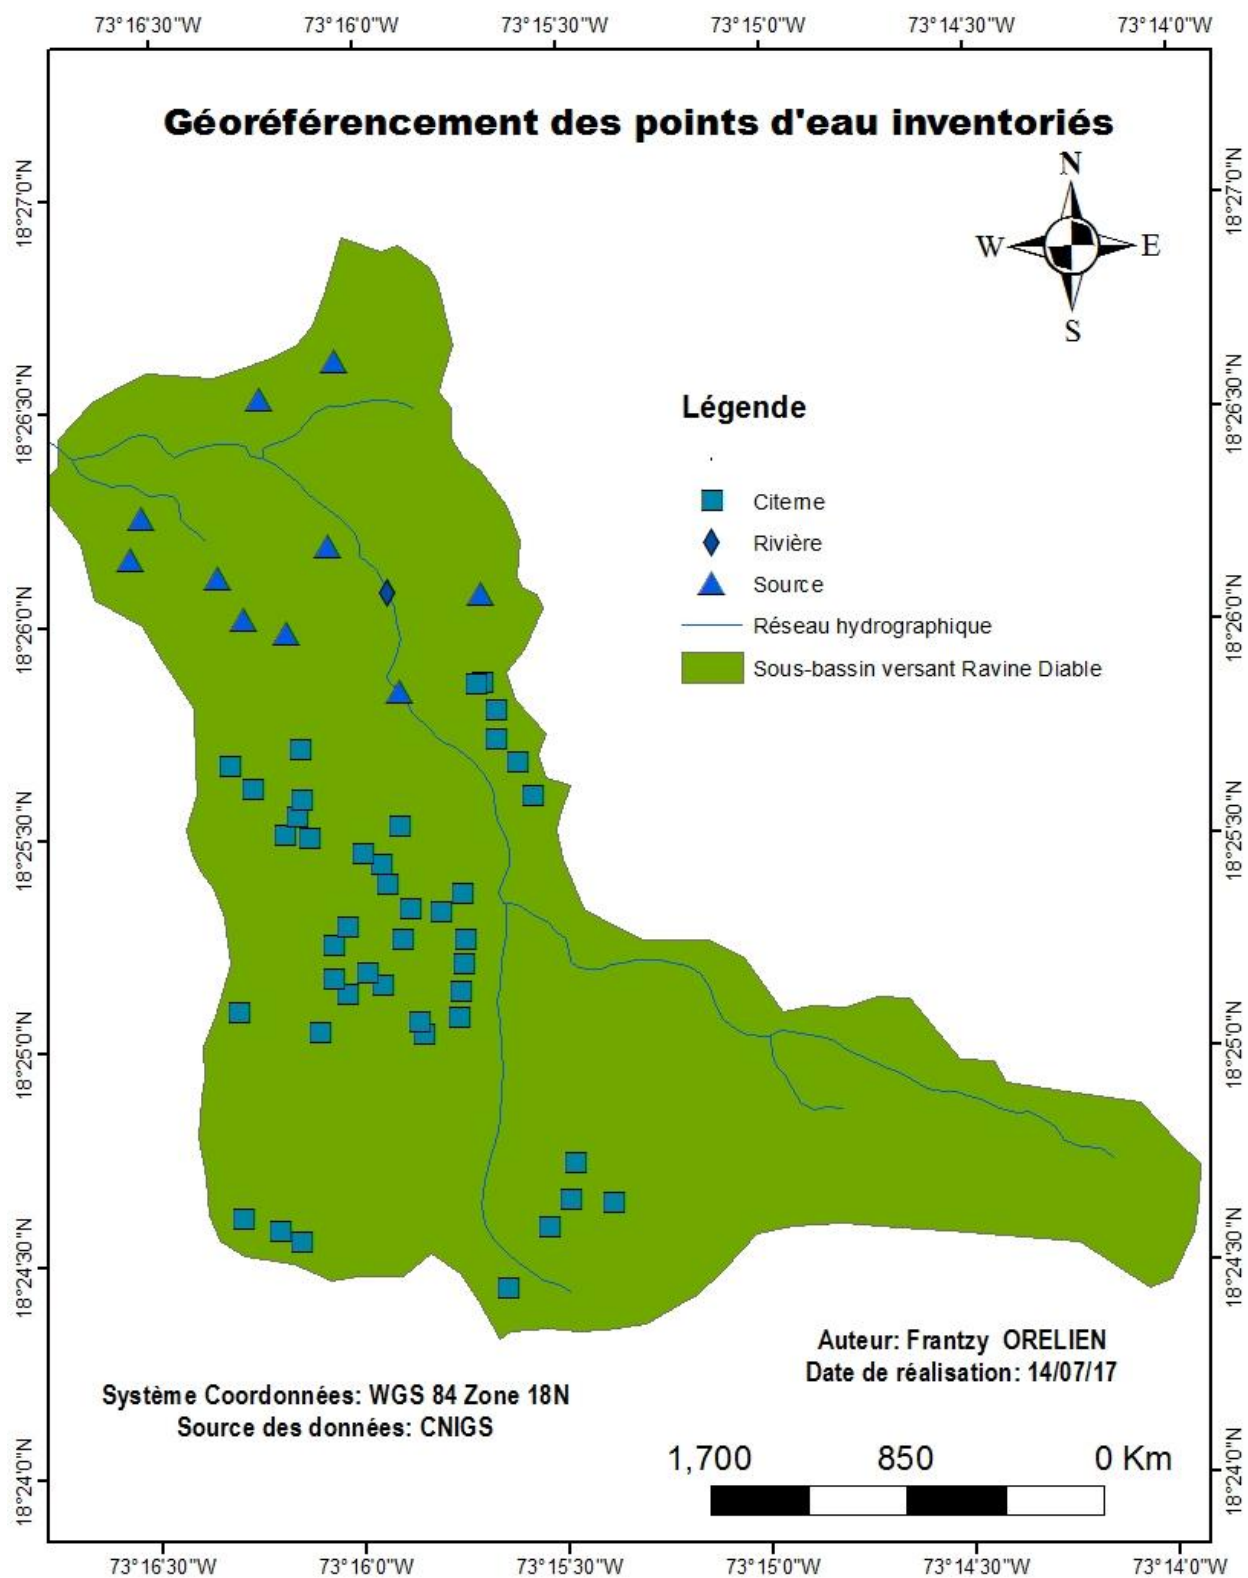 73°16'30"W 73°16'0"W 73°15'30"W 73°15'0"W 73°14'30"W 73°14'0"W
Géoréférencement des points d'eau inventoriés
N
W E
S
18°27'0"N 18°27'0"N
18°26'30"N 18°26'30"N
18°26'0"N 18°26'0"N
18°25'30"N 18°25'30"N
18°25'0"N 18°25'0"N
18°24'30"N 18°24'30"N
18°24'0"N 18°24'0"N
Légende
Citerne
Rivière
Source
Réseau hydrographique
Sous-bassin versant Ravine Diable
Auteur: Frantzy ORELIEN
Date de réalisation: 14/07/17
Système Coordonnées: WGS 84 Zone 18N
Source des données: CNIGS
1,700 850 0 Km
73°16'30"W 73°16'0"W 73°15'30"W 73°15'0"W 73°14'30"W 73°14'0"W